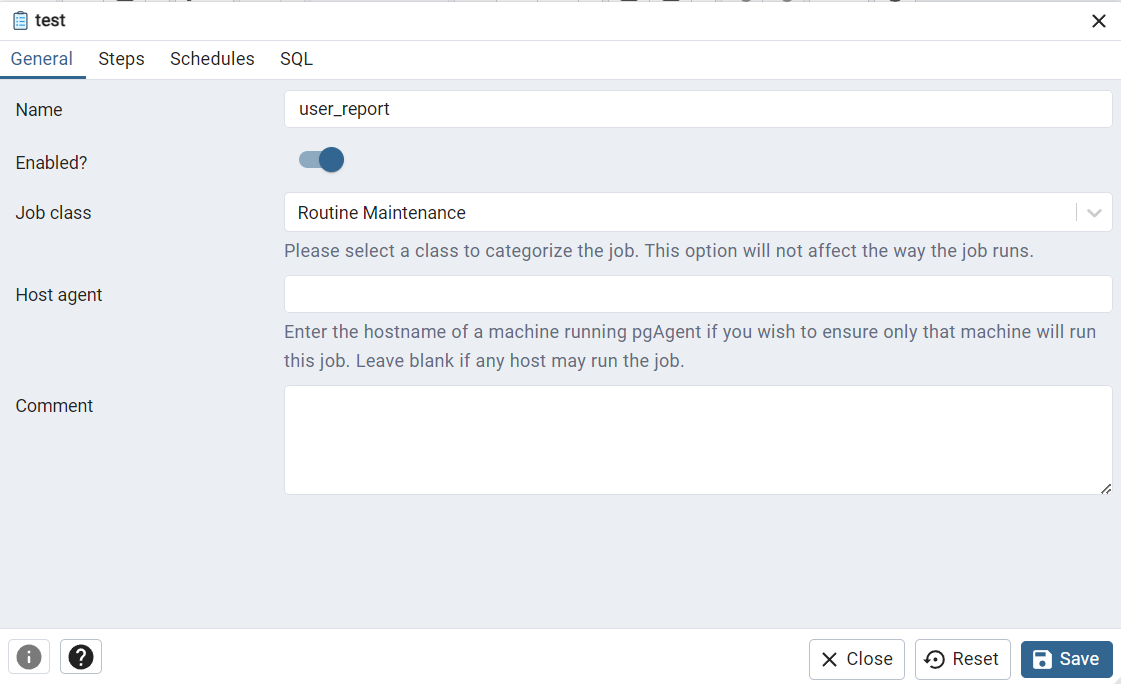 test
General Steps Schedules SQL
Name user_report
Enabled?
Job class Routine Maintenance
Please select a class to categorize the job. This option will not affect the way the job runs.
Host agent
Enter the hostname of a machine running pgAgent if you wish to ensure only that machine will run
this job. Leave blank if any host may run the job.
Comment
Close Reset Save